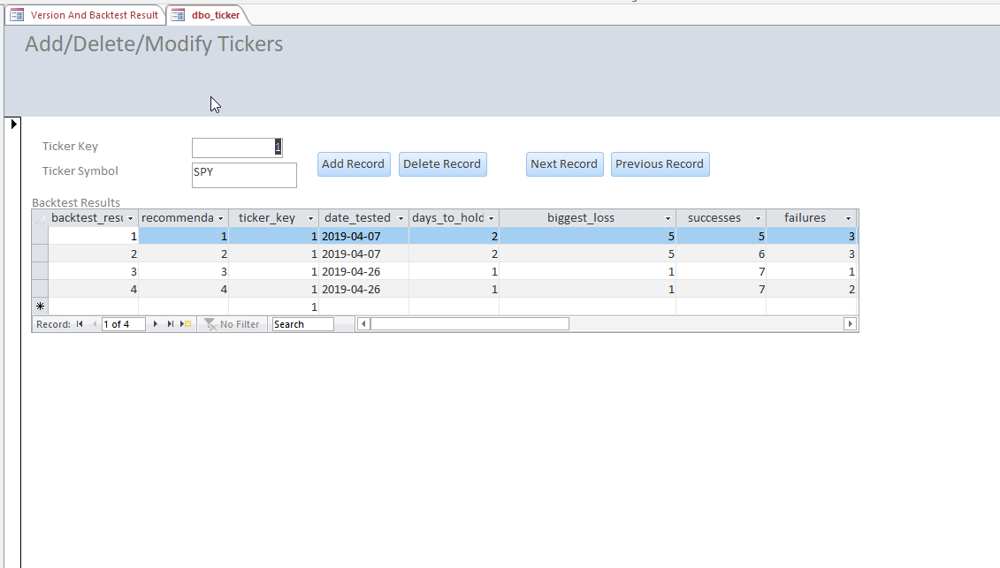 Version And Backtest Result dbo_ticker
Add/Delete/Modify Tickers
Ticker Key 1
Add Record Delete Record Next Record Previous Record
Ticker Symbol SPY
Backtest Results
backtest_resu recommenda ticker_key date_tested days_to_hold biggest_loss successes failures
1 1 1 2019-04-07 2 5 5 3
2 2 1 2019-04-07 2 5 6 3
3 3 1 2019-04-26 1 1 7 1
4 4 1 2019-04-26 1 1 7 2
1
Record: 1 of 4 No Filter Search